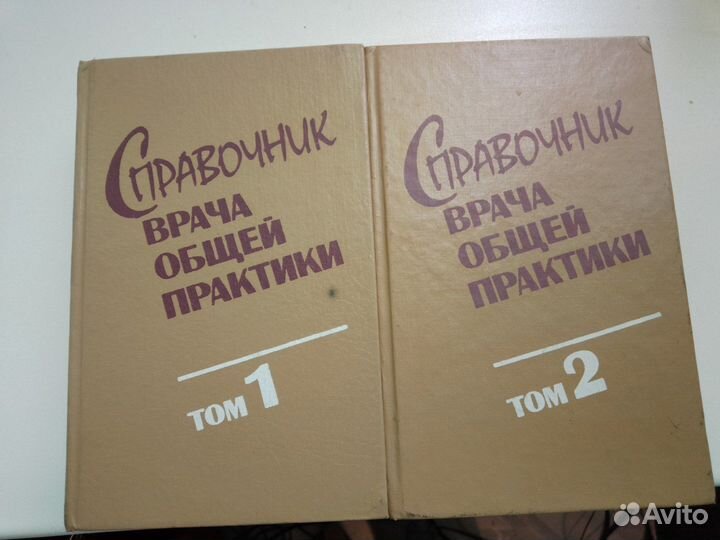 Справочник
врача
общей
практики
том 1
Справочник
врача
общей
практики
том 2
Avito